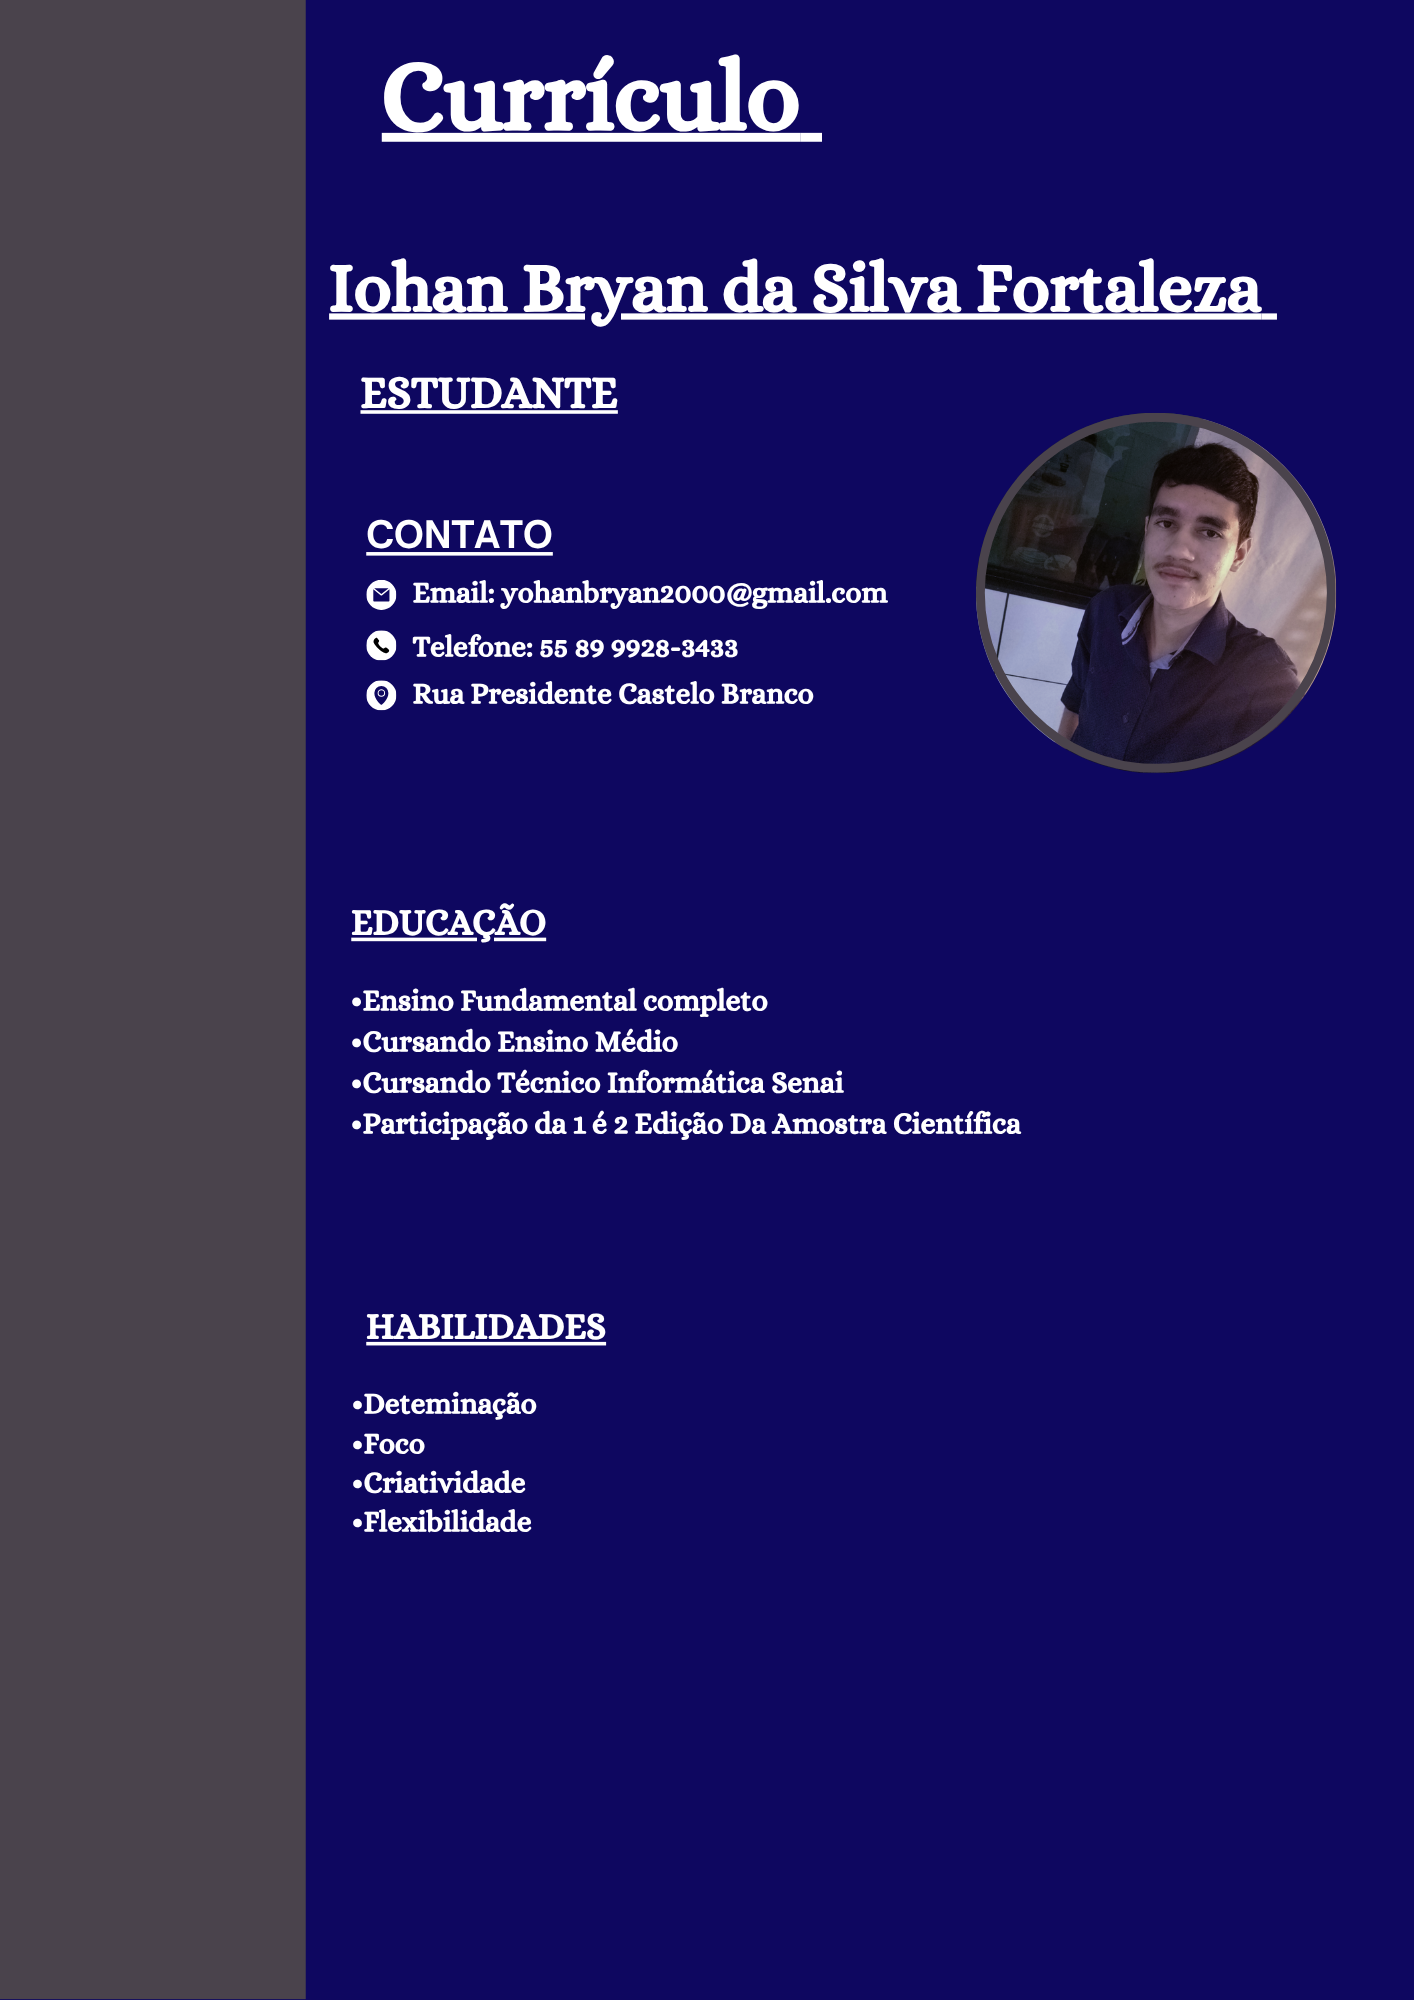 Currículo
Iohan Bryan da Silva Fortaleza
ESTUDANTE
CONTATO
Email: yohanbryan2000@gmail.com
Telefone: 55 89 9928-3433
Rua Presidente Castelo Branco
EDUCAÇÃO
•Ensino Fundamental completo
•Cursando Ensino Médio
•Cursando Técnico Informática Senai
•Participação da 1 é 2 Edição Da Amostra Científica
HABILIDADES
•Deteminação
•Foco
•Criatividade
•Flexibilidade